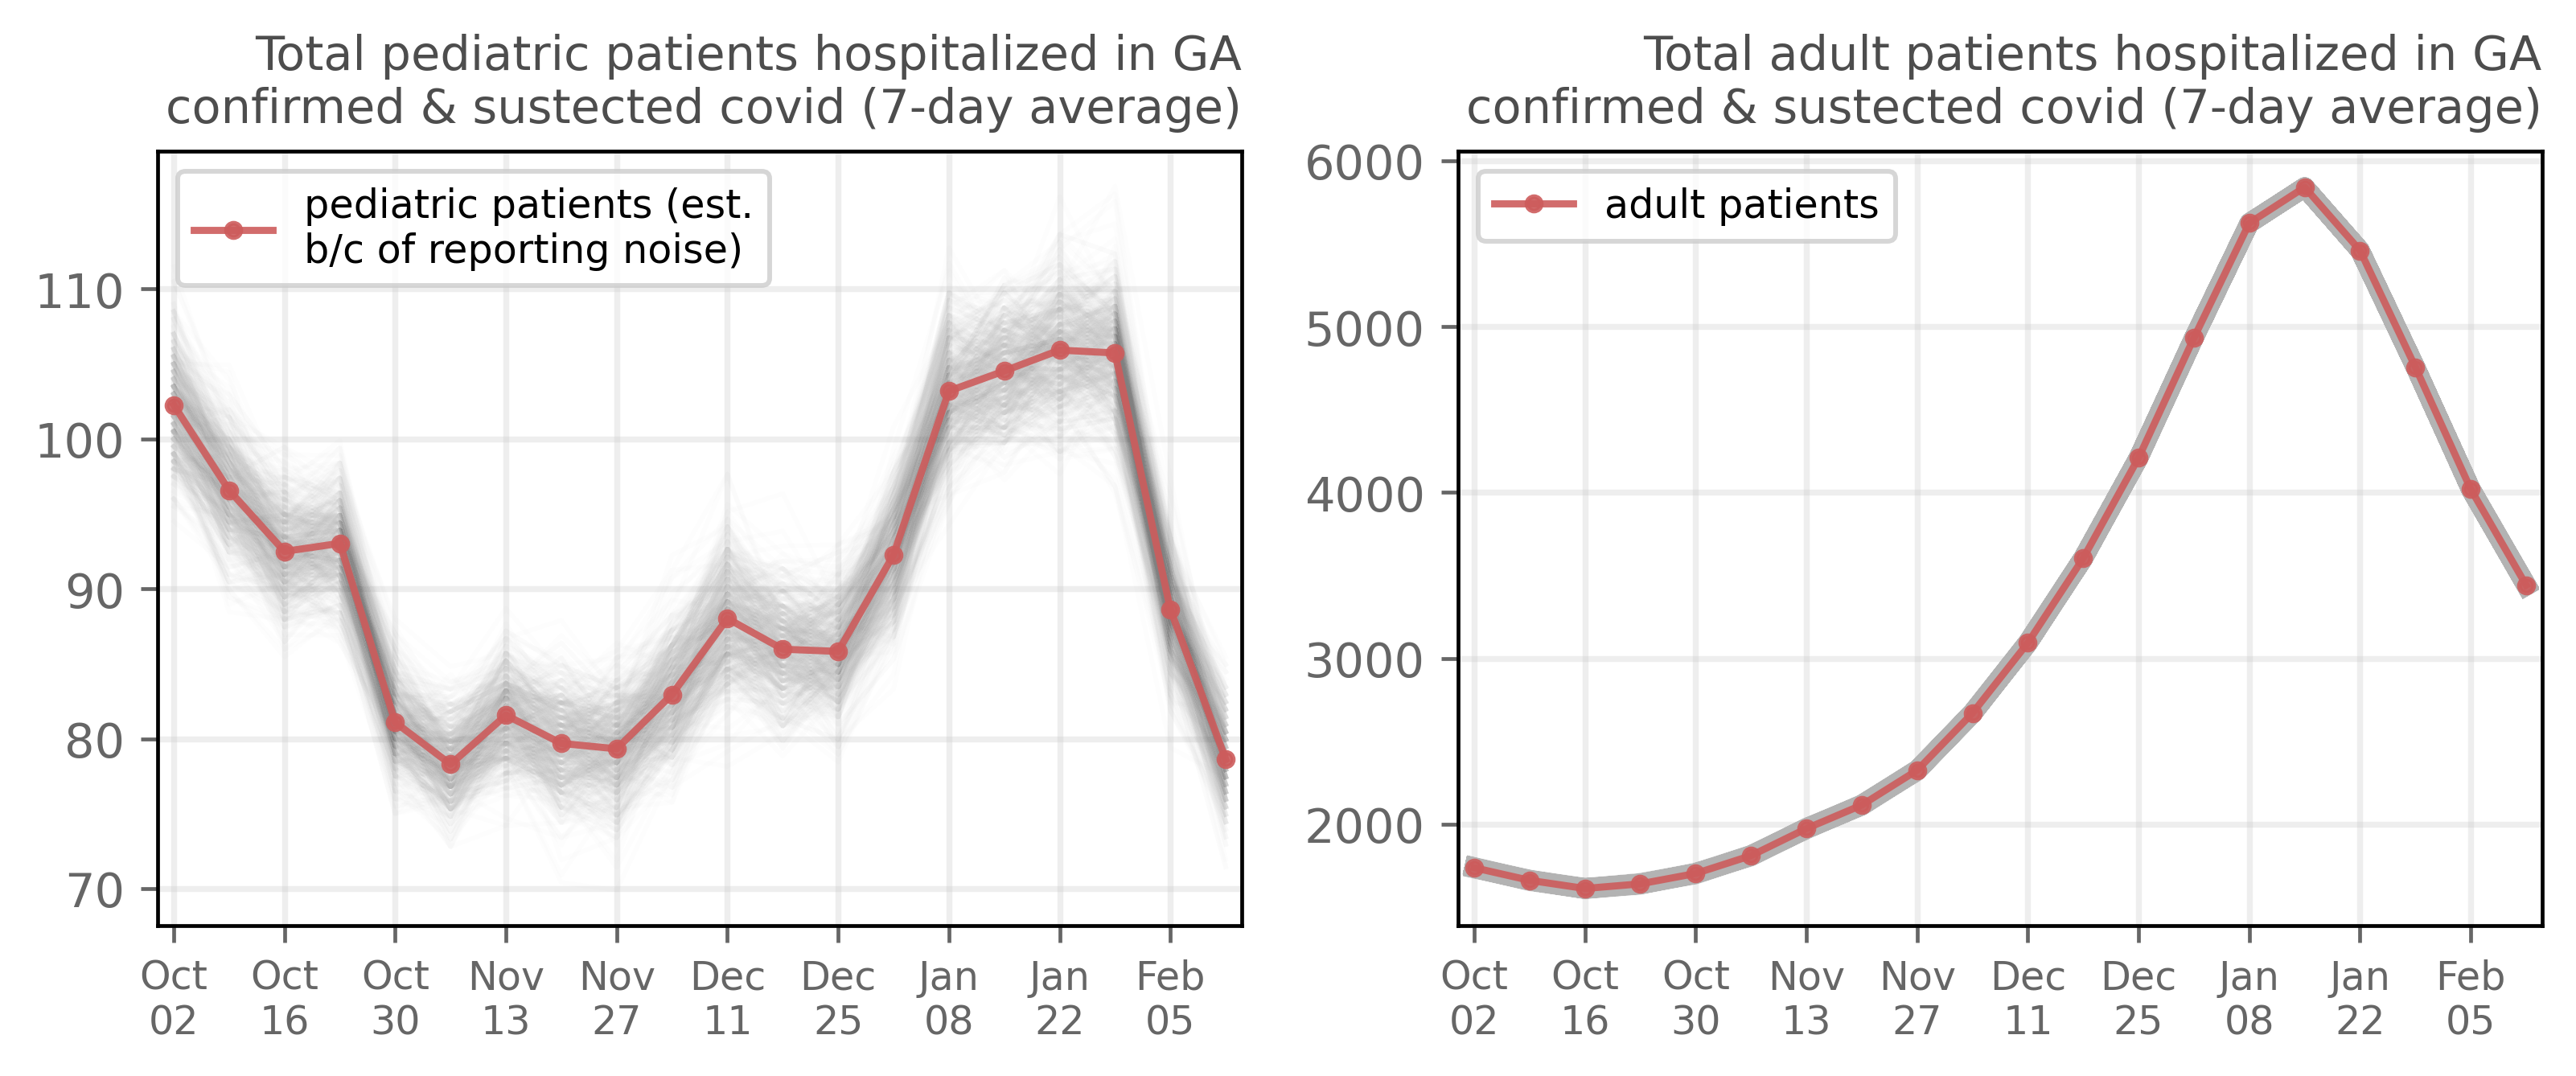 Total pediatric patients hospitalized in GA
confirmed & sustected covid (7-day average)
pediatric patients (est.
b/c of reporting noise)
110
100
90
80
70
Oct Oct Oct Nov Nov Dec Dec Jan Jan Feb
02 16 30 13 27 11 25 08 22 05
Total adult patients hospitalized in GA
confirmed & sustected covid (7-day average)
adult patients
6000
5000
4000
3000
2000
Oct Oct Oct Nov Nov Dec Dec Jan Jan Feb
02 16 30 13 27 11 25 08 22 05